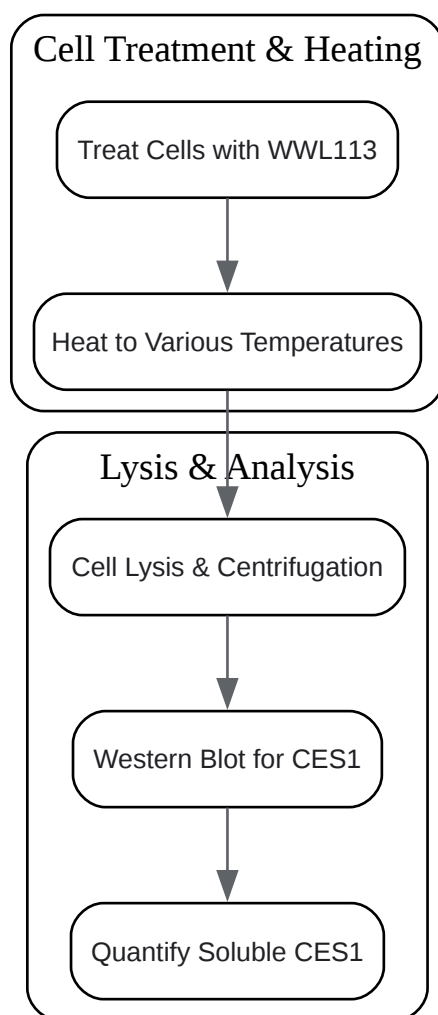 Cell Treatment & Heating
Treat Cells with WWL113
Heat to Various Temperatures
Lysis & Analysis
Cell Lysis & Centrifugation
Western Blot for CES1
Quantify Soluble CES1